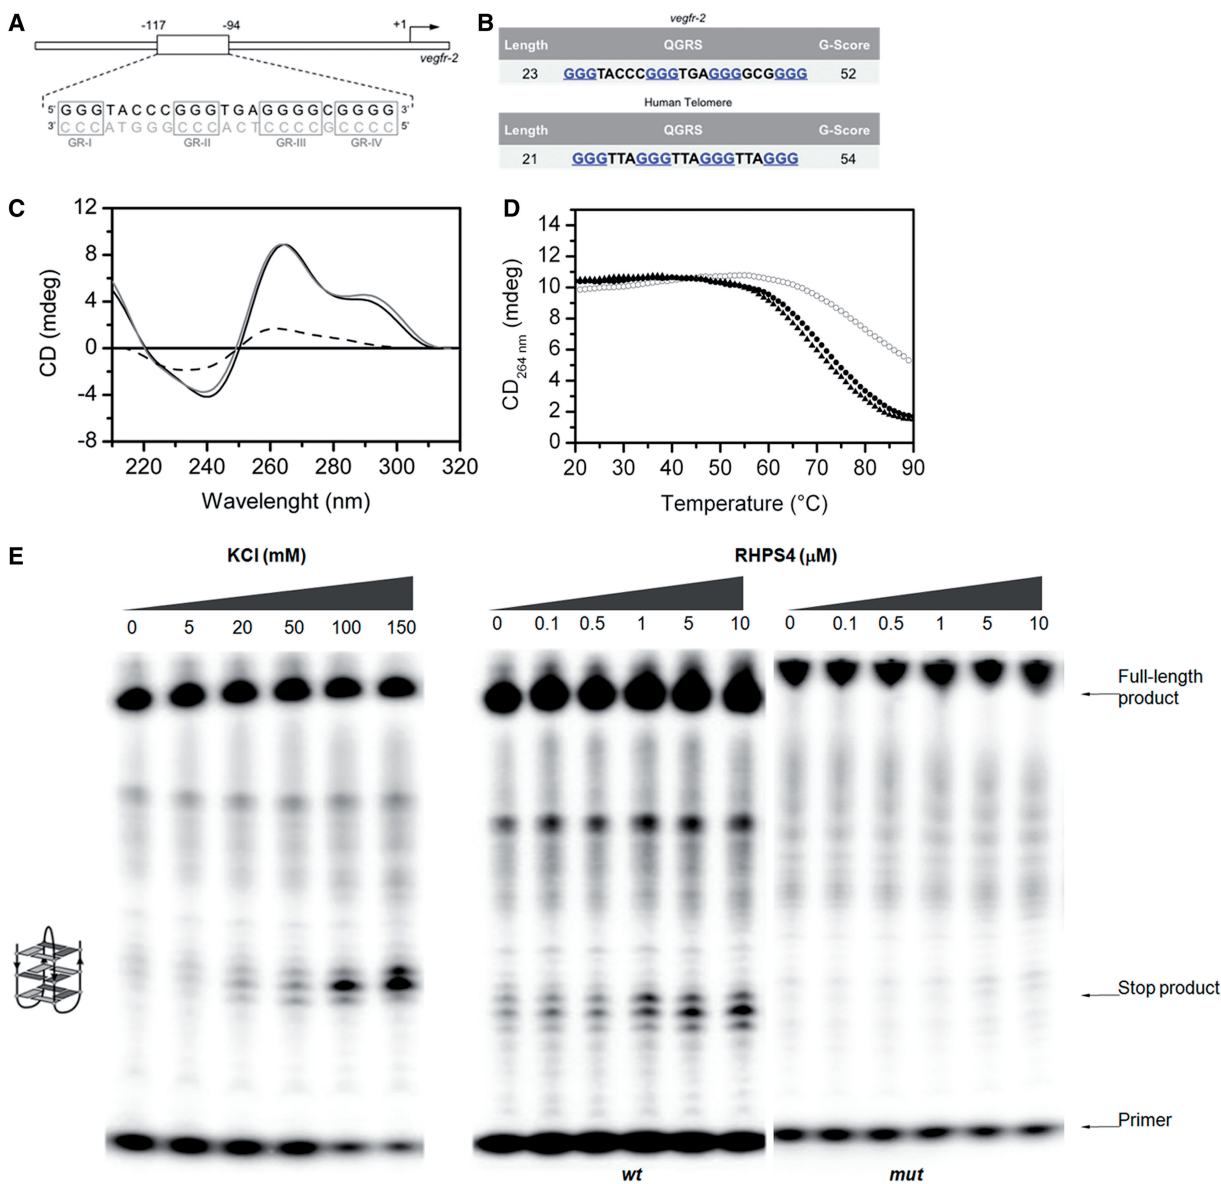 A
-117
-94
+1
vegfr-2
5' GGGTACCCGGGTGAGGGGCGGGG 3'
3' CCCATGGGCCCACTCCCCGCCCC 5'
GR-I
GR-II
GR-III
GR-IV
B
vegfr-2
Length QGRS G-Score
23 GGGTACCCGGGTGAGGGGCGGGG 52
Human Telomere
Length QGRS G-Score
21 GGGTTAGGGTTAGGGTTAGGG 54
C
12
8
4
0
-4
-8
CD (mdeg)
220 240 260 280 300 320
Wavelenght (nm)
D
14
12
10
8
6
4
2
0
CD264 nm (mdeg)
20 30 40 50 60 70 80 90
Temperature (°C)
E
KCl (mM)
0 5 20 50 100 150
RHPS4 (µM)
0 0.1 0.5 1 5 10
0 0.1 0.5 1 5 10
Full-length
product
Stop product
Primer
wt
mut